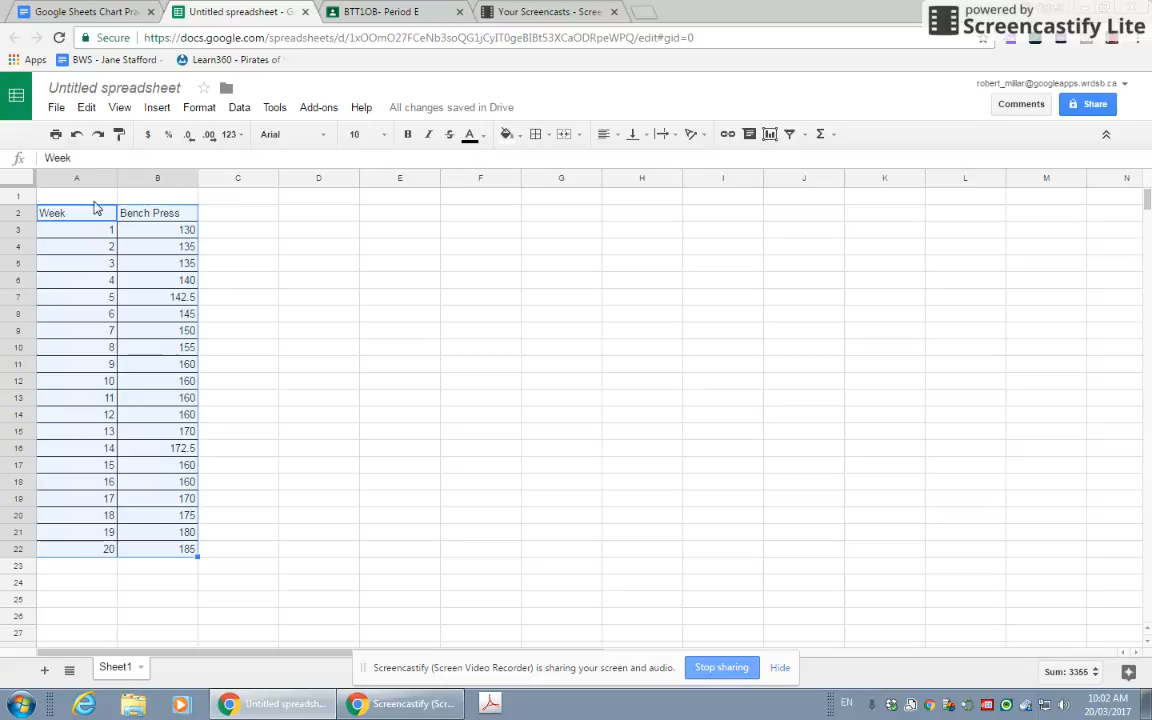 Google Sheets Chart Pra
Untitled spreadsheet - G
BTT1OB- Period E
Your Screencasts - Scree
powered by
Screencastify Lite
Secure
https://docs.google.com/spreadsheets/d/1xOOmO27FCeNb3soQG1jCyIT0geBIBt53XCaODRpeWPQ/edit#gid=0
Apps
BWS - Jane Stafford -
Learn360 - Pirates of
Untitled spreadsheet
robert_millar@googleapps.wrdsb.ca
File Edit View Insert Format Data Tools Add-ons Help All changes saved in Drive
Comments
Share
$ % .0 .00 123 Arial 10 B I S A Σ
fx Week
A B C D E F G H I J K L M N
1
2 Week Bench Press
3 1 130
4 2 135
5 3 135
6 4 140
7 5 142.5
8 6 145
9 7 150
10 8 155
11 9 160
12 10 160
13 11 160
14 12 160
15 13 170
16 14 172.5
17 15 160
18 16 160
19 17 170
20 18 175
21 19 180
22 20 185
23
24
25
26
27
Sheet1
Screencastify (Screen Video Recorder) is sharing your screen and audio.
Stop sharing
Hide
Sum: 3355
Untitled spreadsh...
Screencastify (Scr...
EN
10:02 AM
20/03/2017